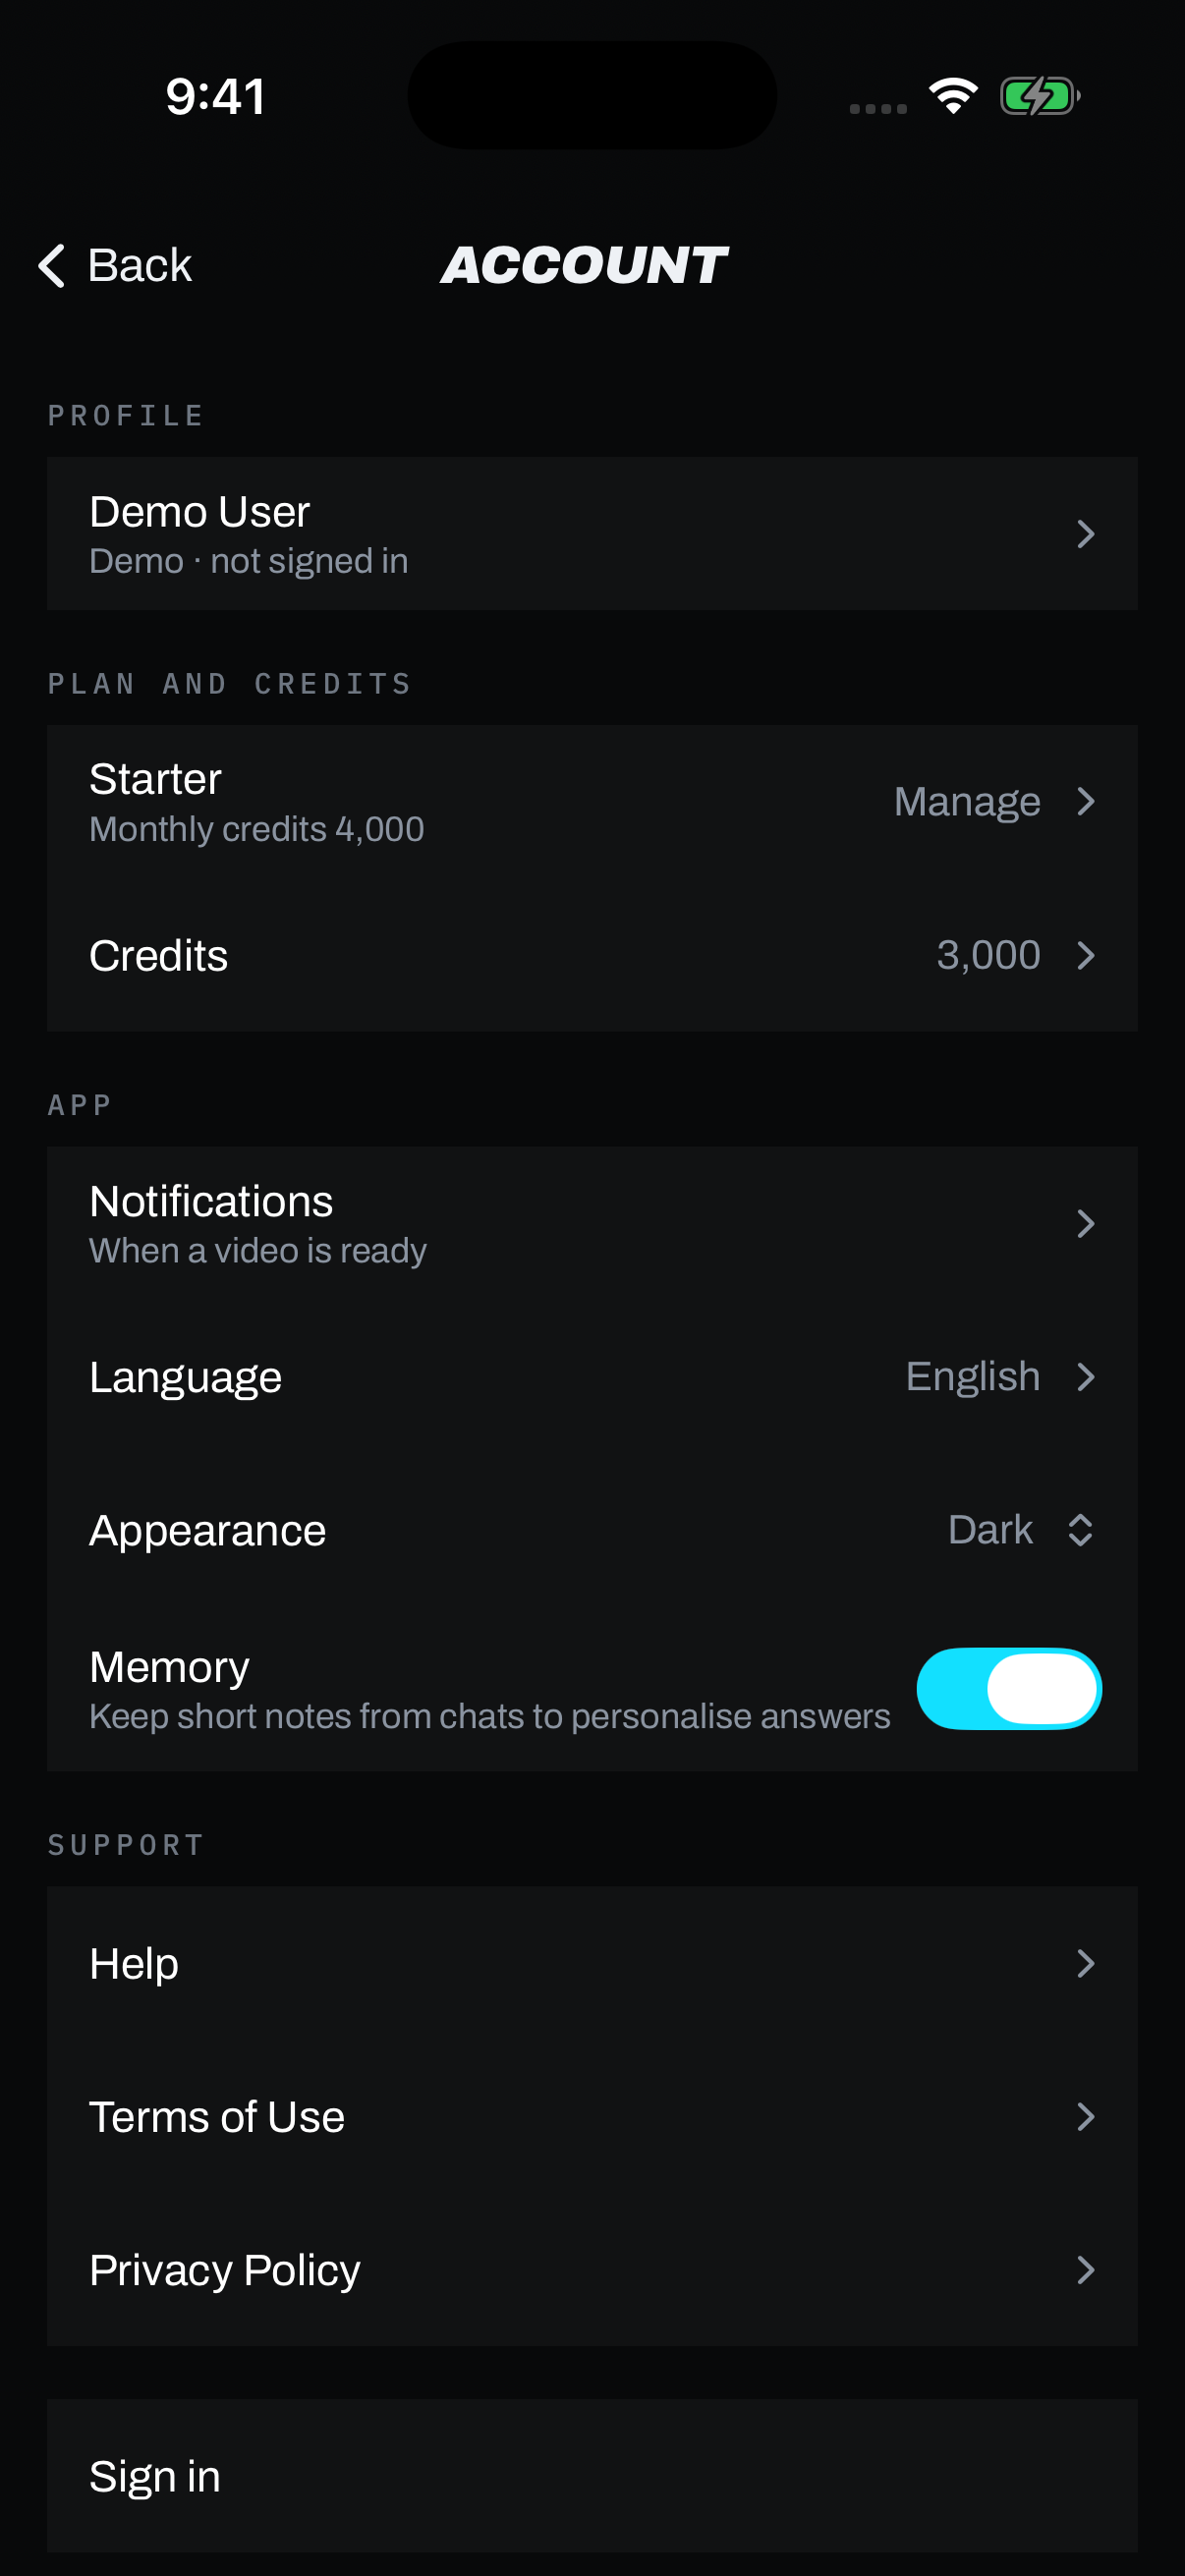 9:41
Back
ACCOUNT
PROFILE
Demo User
Demo · not signed in
PLAN AND CREDITS
Starter
Monthly credits 4,000
Manage
Credits
3,000
APP
Notifications
When a video is ready
Language
English
Appearance
Dark
Memory
Keep short notes from chats to personalise answers
SUPPORT
Help
Terms of Use
Privacy Policy
Sign in